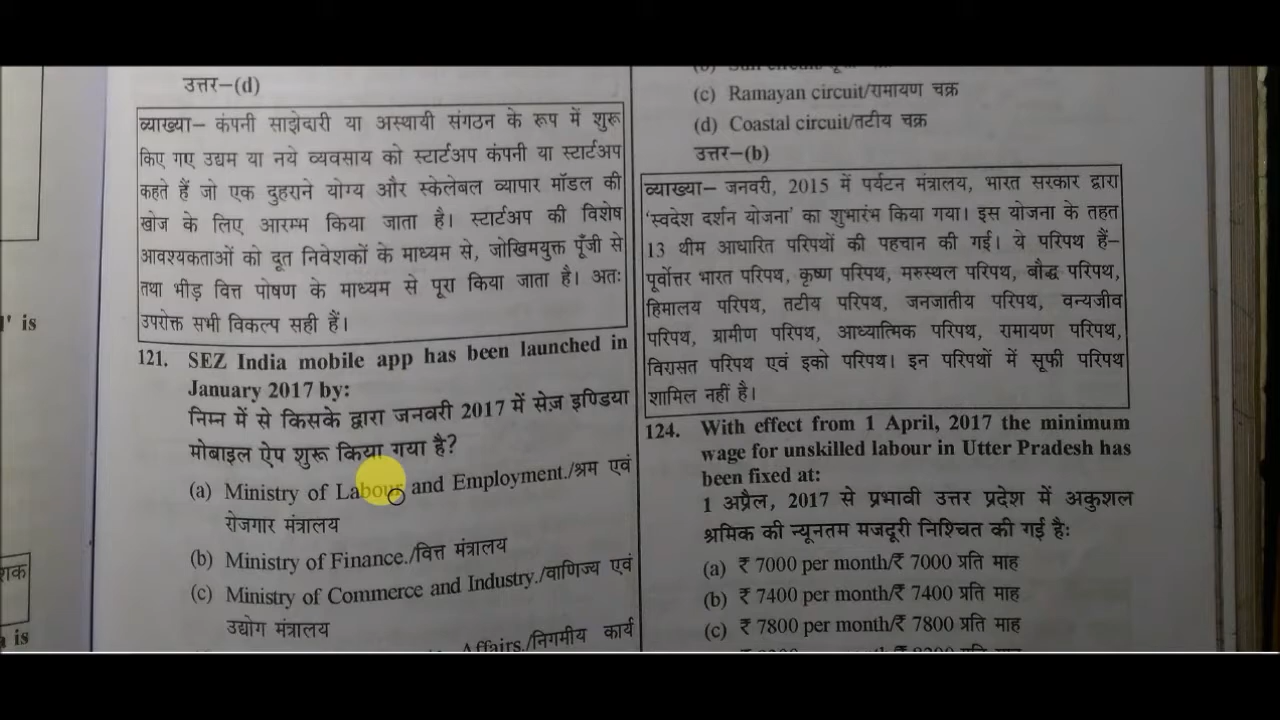 उत्तर–(d)
व्याख्या– कंपनी साझेदारी या अस्थायी संगठन के रूप में शुरू
किए गए उद्यम या नये व्यवसाय को स्टार्टअप कंपनी या स्टार्टअप
कहते हैं जो एक दुहराने योग्य और स्केलेबल व्यापार मॉडल की
खोज के लिए आरम्भ किया जाता है। स्टार्टअप की विशेष
आवश्यकताओं को दूत निवेशकों के माध्यम से, जोखिमयुक्त पूँजी से
तथा भीड़ वित्त पोषण के माध्यम से पूरा किया जाता है। अतः
उपरोक्त सभी विकल्प सही हैं।
121. SEZ India mobile app has been launched in
January 2017 by:
निम्न में से किसके द्वारा जनवरी 2017 में सेज़ इण्डिया
मोबाइल ऐप शुरू किया गया है?
(a) Ministry of Labour and Employment./श्रम एवं
रोजगार मंत्रालय
(b) Ministry of Finance./वित्त मंत्रालय
(c) Ministry of Commerce and Industry./वाणिज्य एवं
उद्योग मंत्रालय
Affairs./निगमीय कार्य
(c) Ramayan circuit/रामायण चक्र
(d) Coastal circuit/तटीय चक्र
उत्तर–(b)
व्याख्या– जनवरी, 2015 में पर्यटन मंत्रालय, भारत सरकार द्वारा
'स्वदेश दर्शन योजना' का शुभारंभ किया गया। इस योजना के तहत
13 थीम आधारित परिपथों की पहचान की गई। ये परिपथ हैं–
पूर्वोत्तर भारत परिपथ, कृष्ण परिपथ, मरुस्थल परिपथ, बौद्ध परिपथ,
हिमालय परिपथ, तटीय परिपथ, जनजातीय परिपथ, वन्यजीव
परिपथ, ग्रामीण परिपथ, आध्यात्मिक परिपथ, रामायण परिपथ,
विरासत परिपथ एवं इको परिपथ। इन परिपथों में सूफी परिपथ
शामिल नहीं है।
124. With effect from 1 April, 2017 the minimum
wage for unskilled labour in Utter Pradesh has
been fixed at:
1 अप्रैल, 2017 से प्रभावी उत्तर प्रदेश में अकुशल
श्रमिक की न्यूनतम मजदूरी निश्चित की गई है:
(a) ₹ 7000 per month/₹ 7000 प्रति माह
(b) ₹ 7400 per month/₹ 7400 प्रति माह
(c) ₹ 7800 per month/₹ 7800 प्रति माह